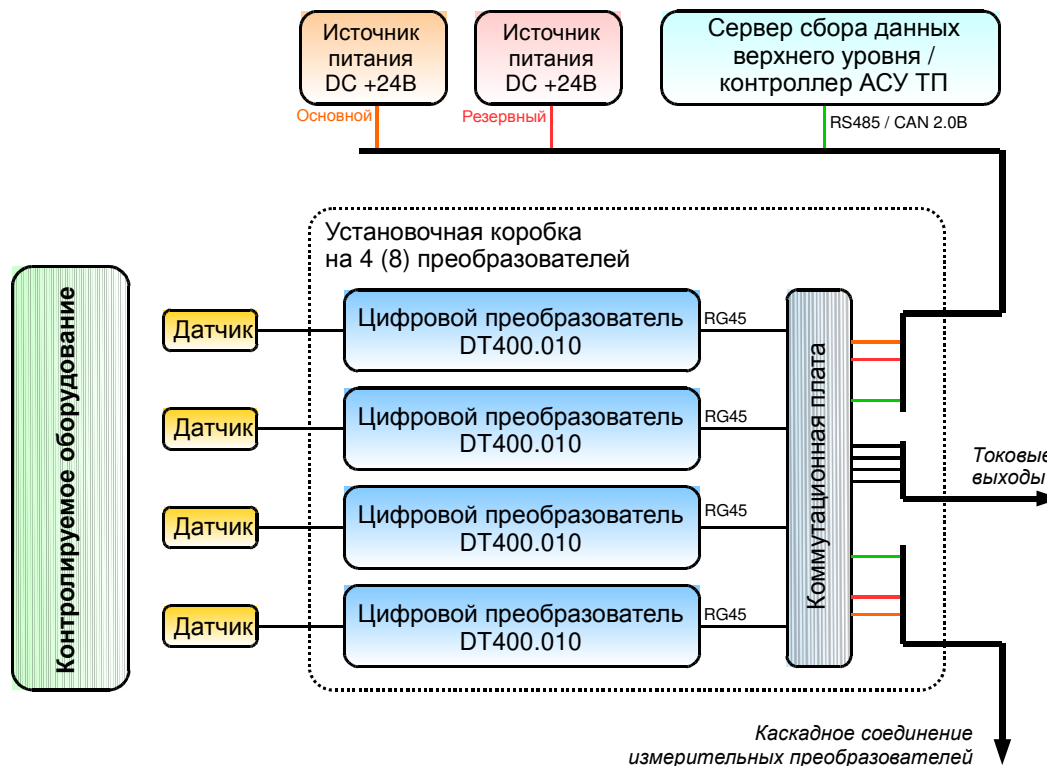 Источник
питания
DC +24В
Источник
питания
DC +24В
Сервер сбора данных
верхнего уровня /
контроллер АСУ ТП
Основной
Резервный
RS485 / CAN 2.0B
Установочная коробка
на 4 (8) преобразователей
Контролируемое оборудование
Датчик
Цифровой преобразователь
DT400.010
RG45
Датчик
Цифровой преобразователь
DT400.010
RG45
Датчик
Цифровой преобразователь
DT400.010
RG45
Датчик
Цифровой преобразователь
DT400.010
RG45
Коммутационная плата
Токовые
выходы
Каскадное соединение
измерительных преобразователей